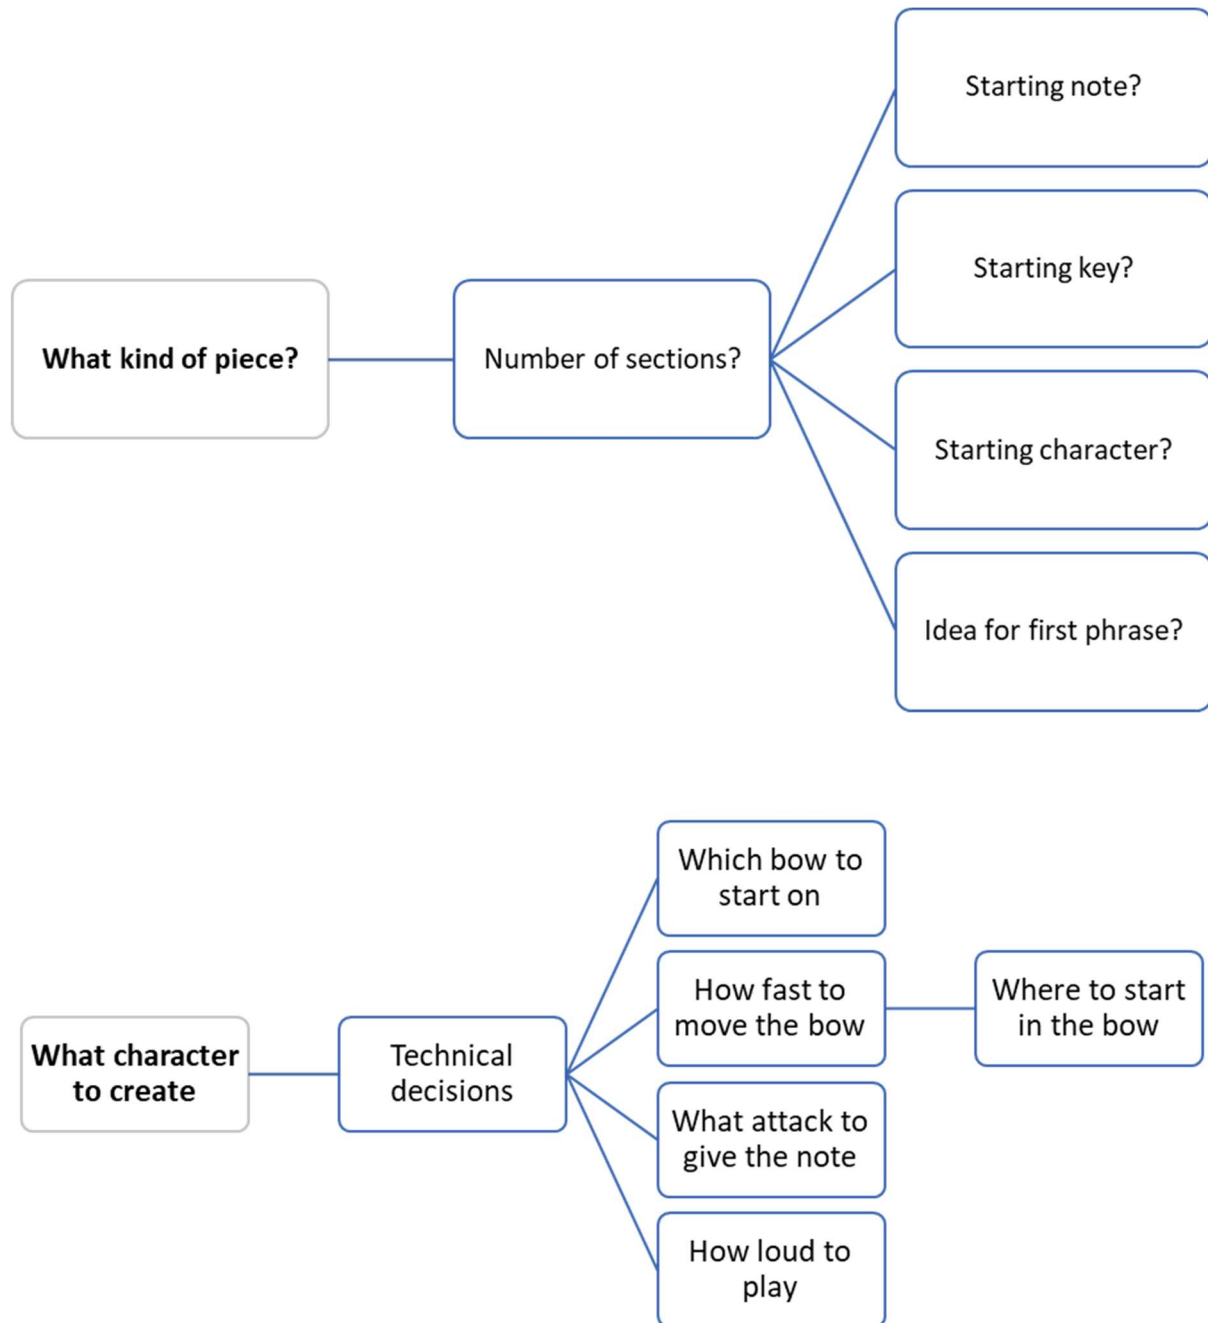 Starting note?
Starting key?
What kind of piece?
Number of sections?
Starting character?
Idea for first phrase?
Which bow to
start on
How fast to
move the bow
Where to start
in the bow
What character
to create
Technical
decisions
What attack to
give the note
How loud to
play